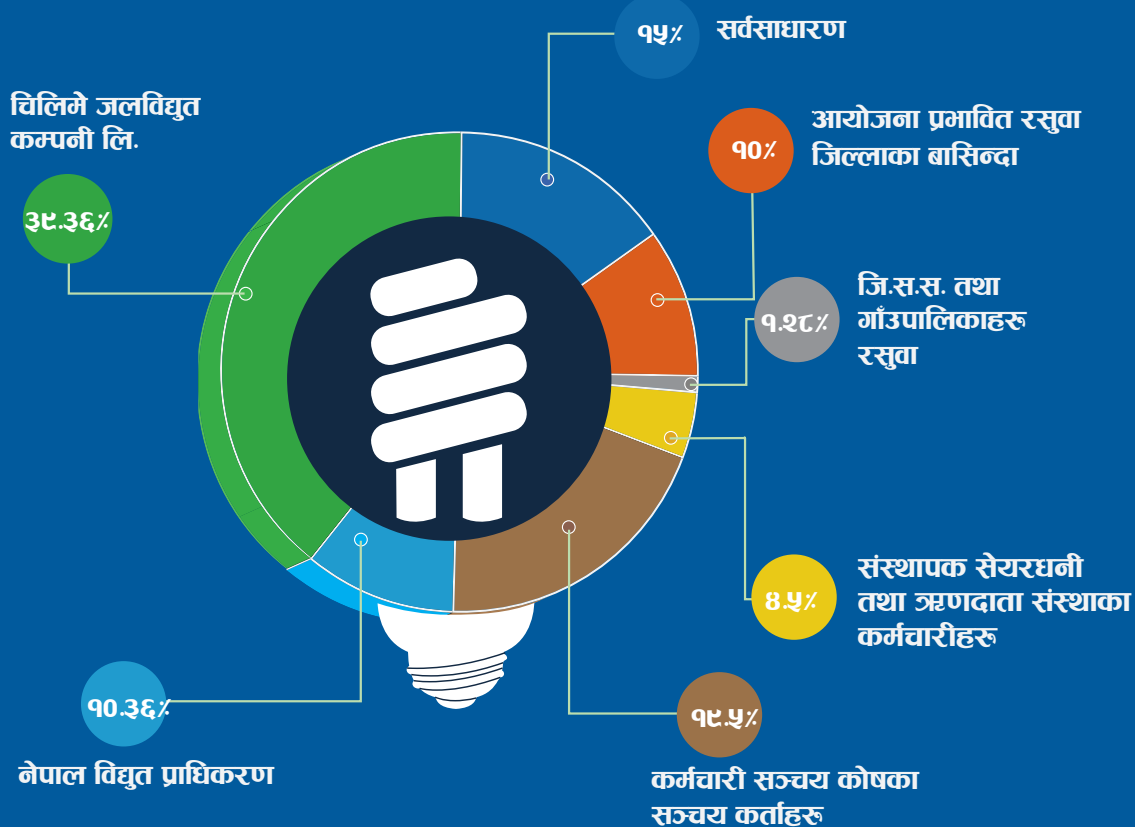 १५%
सर्वसाधारण
चिलिमे जलविद्युत
कम्पनी लि.
३९.३६%
१०%
आयोजना प्रभावित रसुवा
जिल्लाका बासिन्दा
१.२८%
जि.स.स. तथा
गाँउपालिकाहरु
रसुवा
४.५%
संस्थापक सेयरधनी
तथा ऋणदाता संस्थाका
कर्मचारीहरु
१०.३६%
नेपाल विद्युत प्राधिकरण
१९.५%
कर्मचारी सञ्चय कोषका
सञ्चय कर्ताहरु